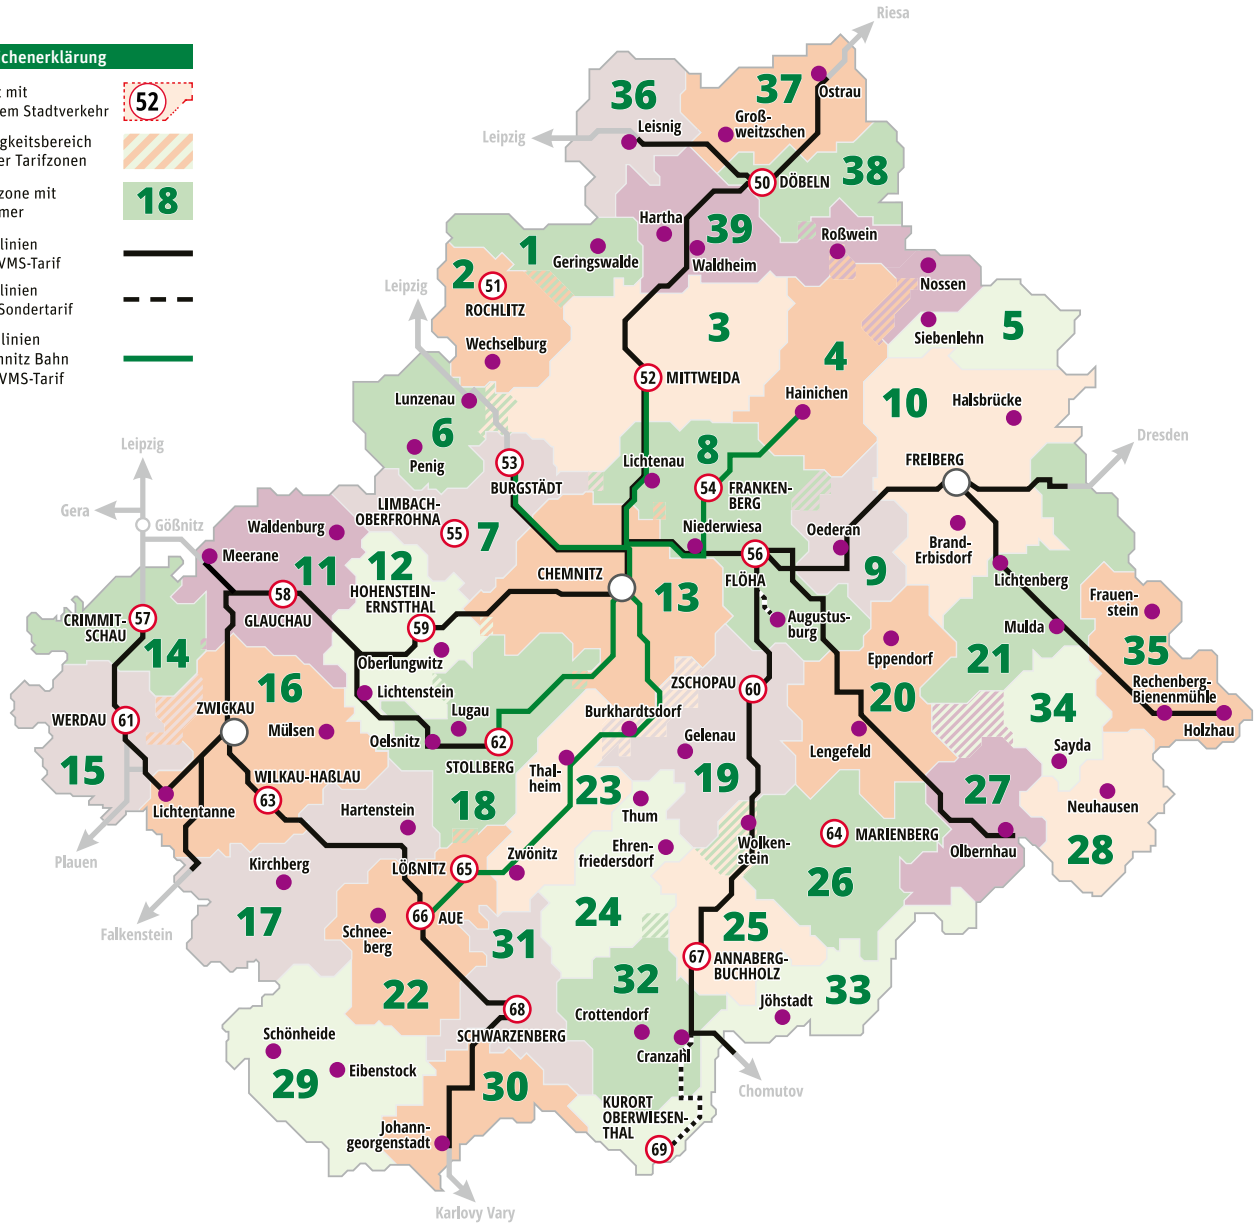 chenerklärung
t mit
em Stadtverkehr
52
gkeitsbereich
er Tarifzonen
zone mit
mer
18
linien
VMS-Tarif
linien
Sondertarif
linien
nnitz Bahn
VMS-Tarif
Riesa
36
37
Ostrau
Groß-
weitzschen
Leipzig
Leisnig
50
DÖBELN
38
Hartha
39
Waldheim
Roßwein
Nossen
1
Geringswalde
2
51
ROCHLITZ
Leipzig
Wechselburg
3
4
Siebenlehn
5
52
MITTWEIDA
Hainichen
10
Halsbrücke
Lunzenau
6
Penig
8
Lichtenau
FREIBERG
Dresden
Leipzig
53
BURGSTÄDT
54
FRANKEN-
BERG
Gera
Gößnitz
LIMBACH-
OBERFROHNA
55
7
Waldenburg
Niederwiesa
Oederan
Brand-
Erbisdorf
Meerane
11
12
CHEMNITZ
13
56
FLÖHA
9
Lichtenberg
HOHENSTEIN-
ERNSTTHAL
58
GLAUCHAU
57
CRIMMIT-
SCHAU
59
Augustus-
burg
Frauen-
stein
Mulda
14
Oberlungwitz
Eppendorf
21
35
16
ZWICKAU
Lichtenstein
ZSCHOPAU
60
20
Rechenberg-
Bienenmühle
WERDAU
61
Mülsen
Lugau
Oelsnitz
62
STOLLBERG
Burkhardtsdorf
Gelenau
Lengefeld
34
Holzhau
Sayda
15
WILKAU-HAßLAU
63
Thal-
heim
23
19
27
Lichtentanne
Hartenstein
18
Thum
64
MARIENBERG
Neuhausen
Plauen
Kirchberg
LÖßNITZ
65
Zwönitz
Ehren-
friedersdorf
Wolken-
stein
Olbernhau
28
26
17
Falkenstein
66
AUE
Schnee-
berg
31
24
25
67
ANNABERG-
BUCHHOLZ
22
32
33
68
SCHWARZENBERG
Crottendorf
Jöhstadt
Schönheide
Eibenstock
29
30
Cranzahl
Chomutov
KURORT
OBERWIESEN-
THAL
69
Johann-
georgenstadt
Karlovy Vary